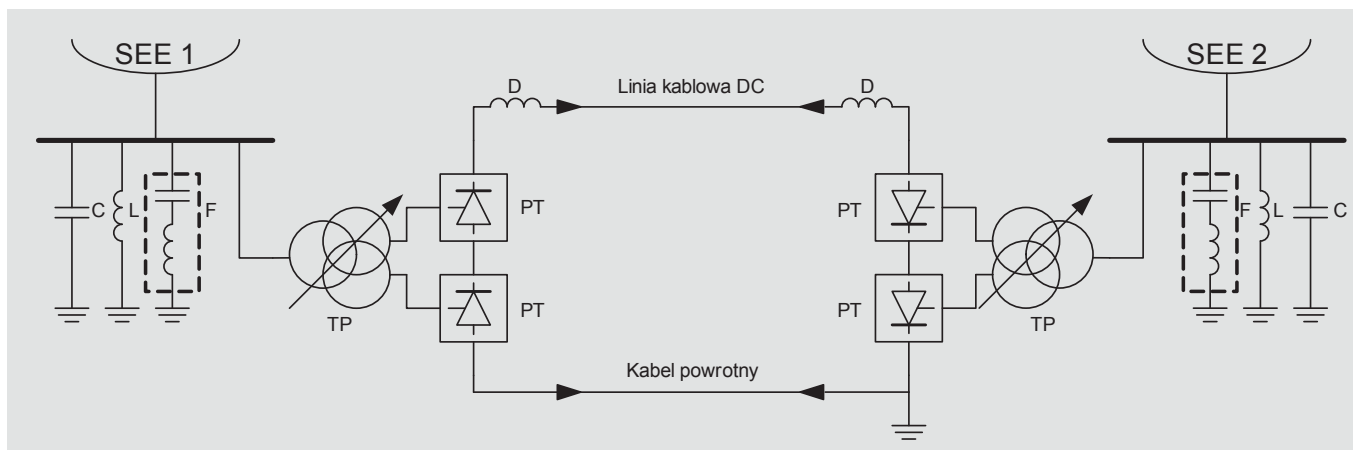 SEE 1
SEE 2
D
Linia kablowa DC
D
C
L
F
PT
PT
F
L
C
PT
PT
TP
TP
Kabel powrotny